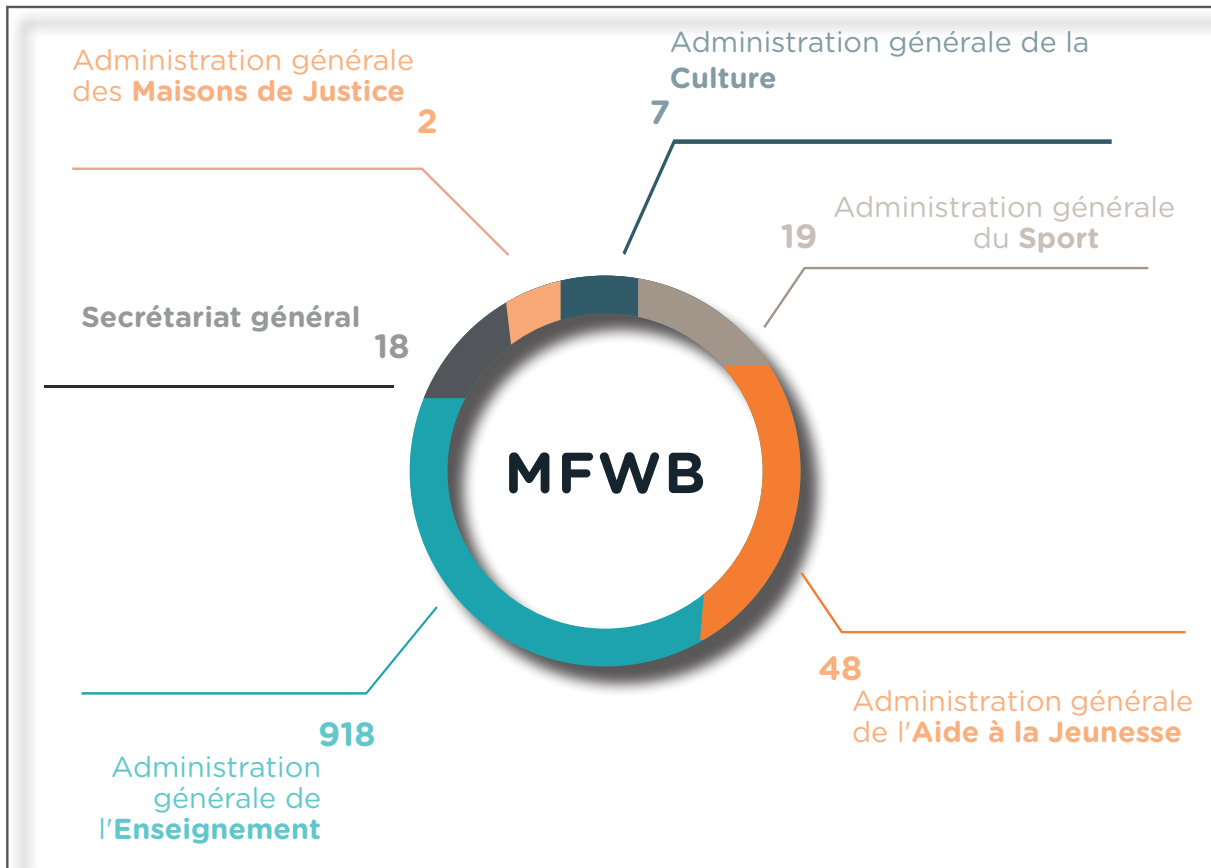 Administration générale
des Maisons de Justice
2
Administration générale de la
Culture
7
Administration générale
du Sport
19
Secrétariat général
18
MFWB
48
Administration générale
de l'Aide à la Jeunesse
918
Administration
générale de
l'Enseignement